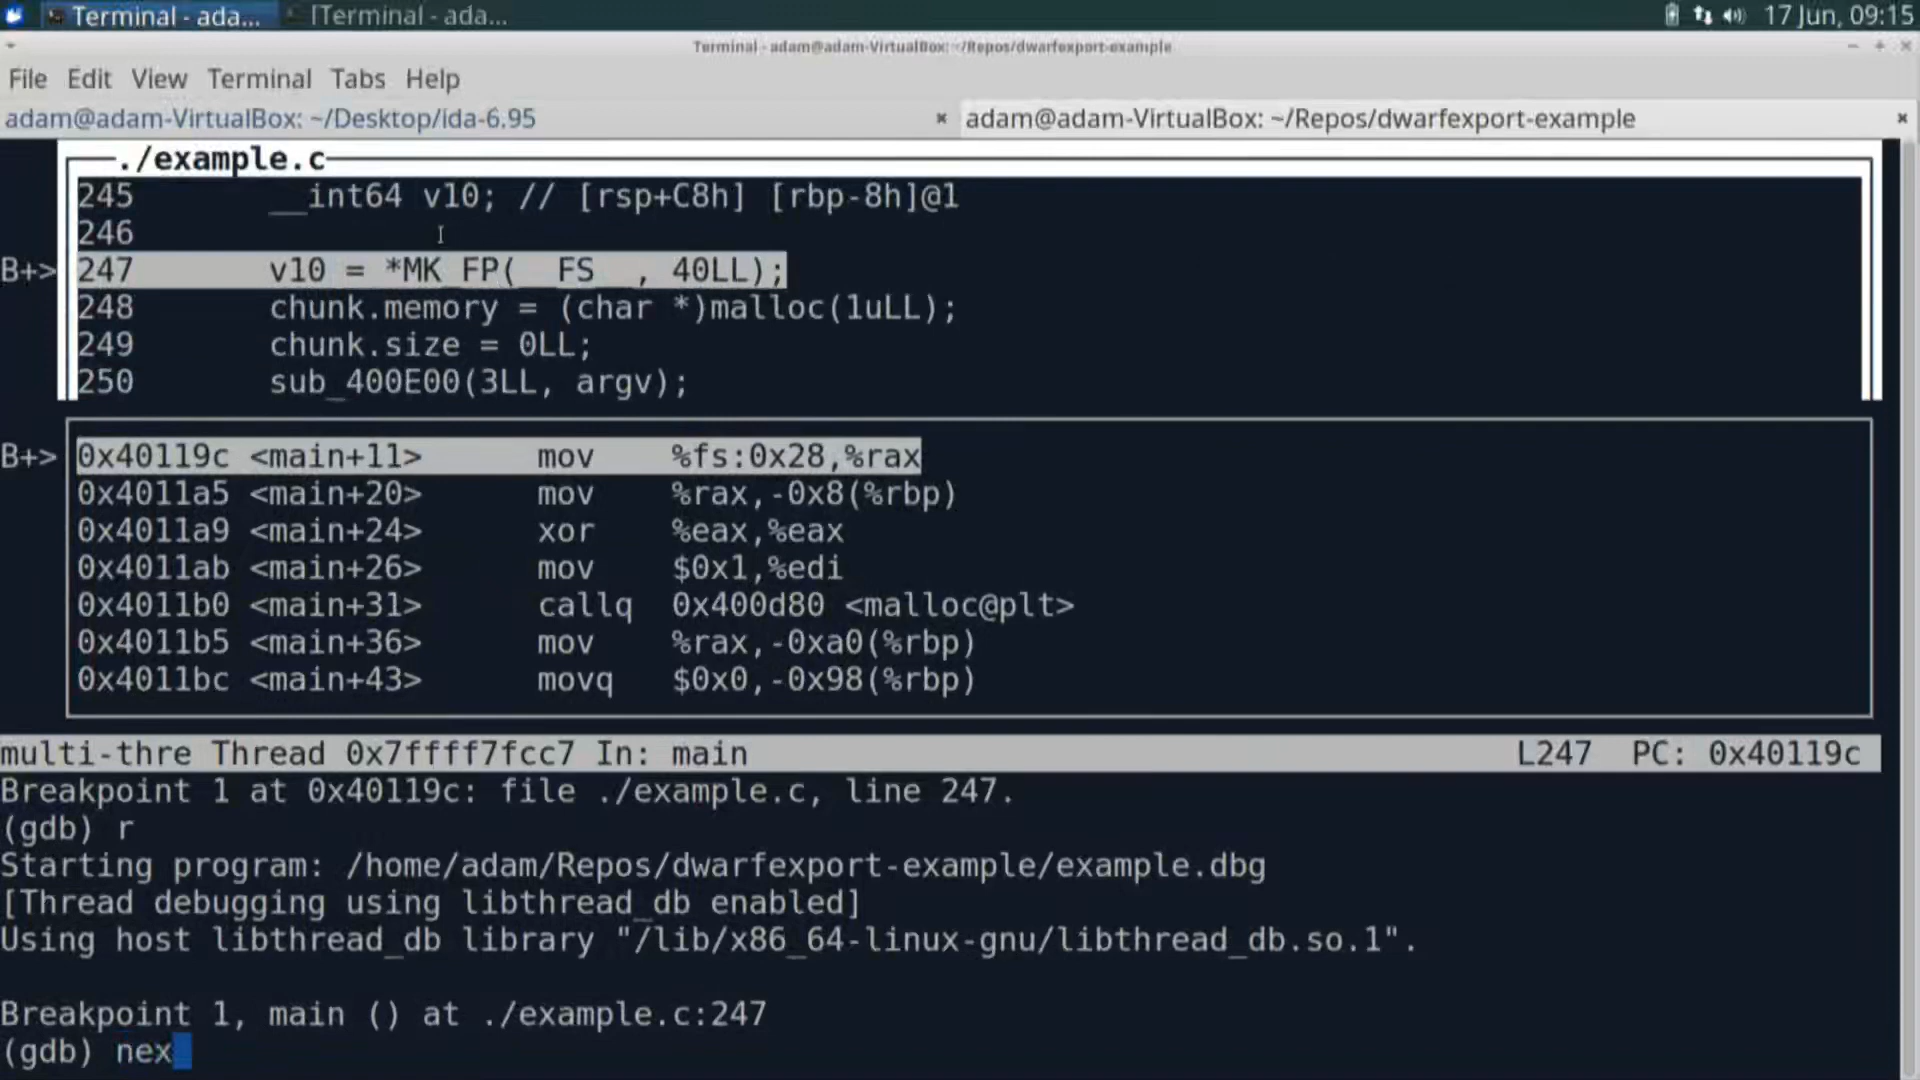 Terminal - ada...
[Terminal - ada...
17 Jun, 09:15
Terminal - adam@adam-VirtualBox: ~/Repos/dwarfexport-example
File Edit View Terminal Tabs Help
adam@adam-VirtualBox: ~/Desktop/ida-6.95
adam@adam-VirtualBox: ~/Repos/dwarfexport-example
./example.c
245 __int64 v10; // [rsp+C8h] [rbp-8h]@1
246
B+> 247 v10 = *MK_FP(__FS__, 40LL);
248 chunk.memory = (char *)malloc(1uLL);
249 chunk.size = 0LL;
250 sub_400E00(3LL, argv);
B+> 0x40119c <main+11> mov %fs:0x28,%rax
0x4011a5 <main+20> mov %rax,-0x8(%rbp)
0x4011a9 <main+24> xor %eax,%eax
0x4011ab <main+26> mov $0x1,%edi
0x4011b0 <main+31> callq 0x400d80 <malloc@plt>
0x4011b5 <main+36> mov %rax,-0xa0(%rbp)
0x4011bc <main+43> movq $0x0,-0x98(%rbp)
multi-thre Thread 0x7ffff7fcc7 In: main L247 PC: 0x40119c
Breakpoint 1 at 0x40119c: file ./example.c, line 247.
(gdb) r
Starting program: /home/adam/Repos/dwarfexport-example/example.dbg
[Thread debugging using libthread_db enabled]
Using host libthread_db library "/lib/x86_64-linux-gnu/libthread_db.so.1".
Breakpoint 1, main () at ./example.c:247
(gdb) nex